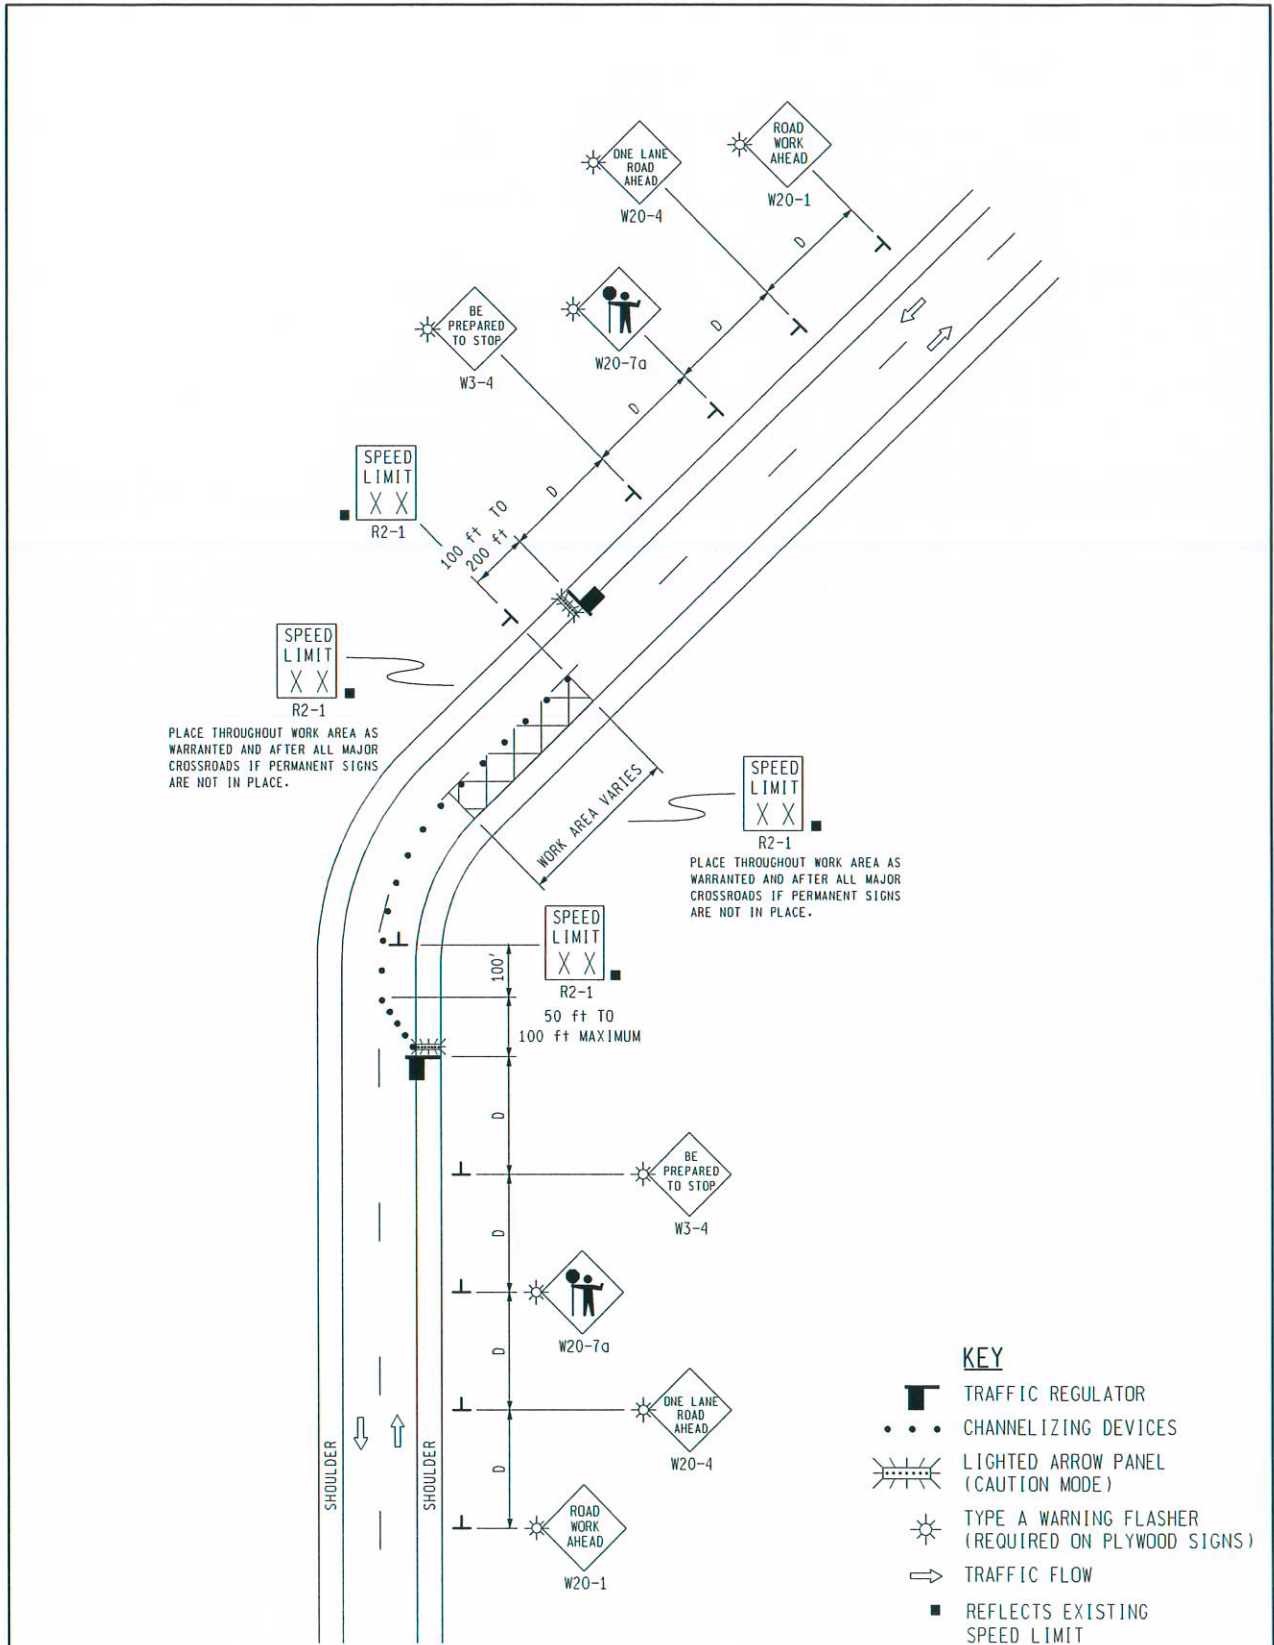 ROAD
WORK
AHEAD
W20-1
ONE LANE
ROAD
AHEAD
W20-4
D
D
W20-7a
D
BE
PREPARED
TO STOP
W3-4
D
SPEED
LIMIT
X X
R2-1
100 ft TO
200 ft
SPEED
LIMIT
X X
R2-1
PLACE THROUGHOUT WORK AREA AS
WARRANTED AND AFTER ALL MAJOR
CROSSROADS IF PERMANENT SIGNS
ARE NOT IN PLACE.
WORK AREA VARIES
SPEED
LIMIT
X X
R2-1
PLACE THROUGHOUT WORK AREA AS
WARRANTED AND AFTER ALL MAJOR
CROSSROADS IF PERMANENT SIGNS
ARE NOT IN PLACE.
SPEED
LIMIT
X X
R2-1
100'
50 ft TO
100 ft MAXIMUM
D
BE
PREPARED
TO STOP
W3-4
D
W20-7a
D
ONE LANE
ROAD
AHEAD
W20-4
D
ROAD
WORK
AHEAD
W20-1
SHOULDER
SHOULDER
KEY
TRAFFIC REGULATOR
CHANNELIZING DEVICES
LIGHTED ARROW PANEL
(CAUTION MODE)
TYPE A WARNING FLASHER
(REQUIRED ON PLYWOOD SIGNS)
TRAFFIC FLOW
REFLECTS EXISTING
SPEED LIMIT